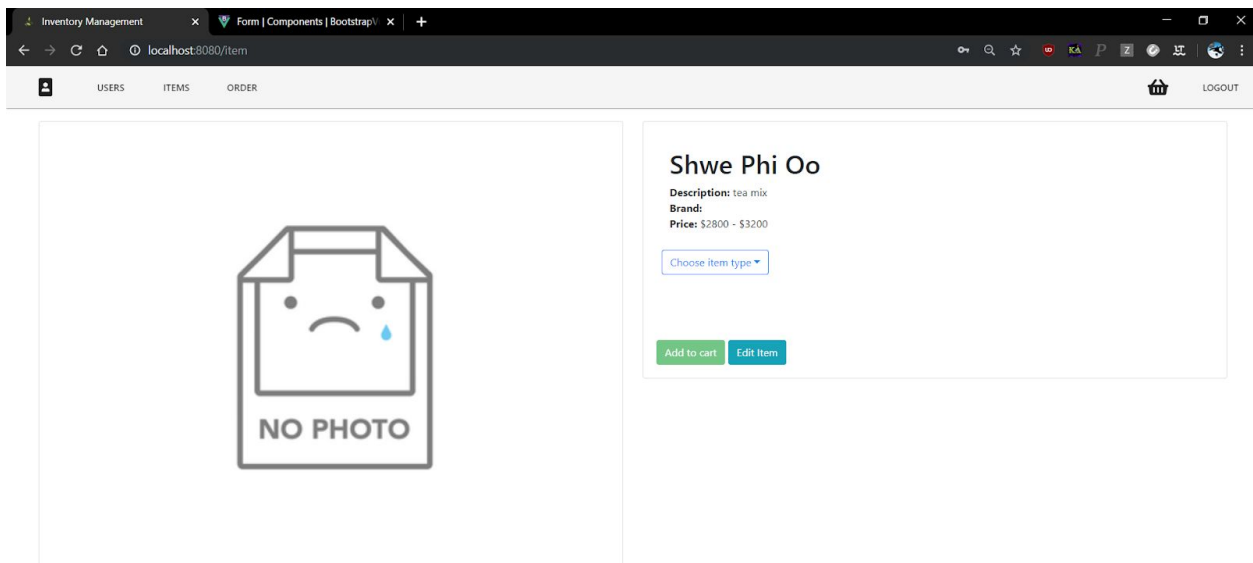 Inventory Management
Form | Components | BootstrapV
localhost:8080/item
USERS ITEMS ORDER
LOGOUT
Shwe Phi Oo
Description: tea mix
Brand:
Price: $2800 - $3200
Choose item type
Add to cart Edit Item
NO PHOTO